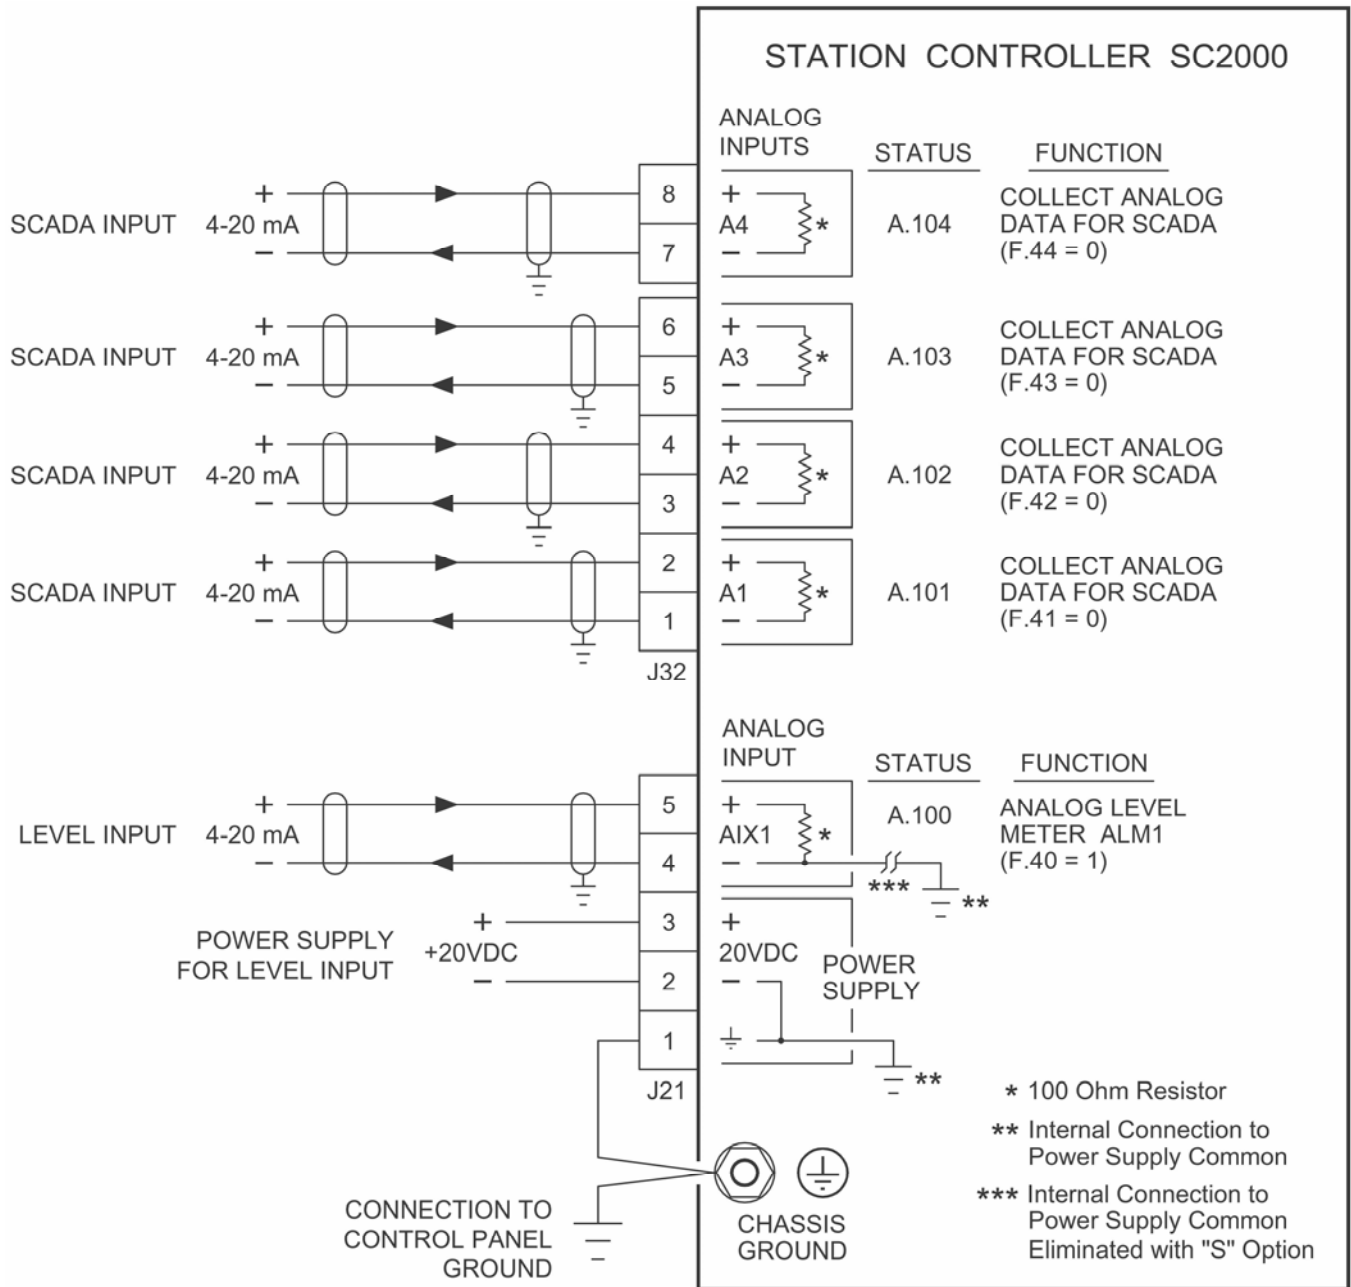 STATION CONTROLLER SC2000
ANALOG
INPUTS
STATUS
FUNCTION
SCADA INPUT
+
4-20 mA
−
8
7
+
A4
−
*
A.104
COLLECT ANALOG
DATA FOR SCADA
(F.44 = 0)
SCADA INPUT
+
4-20 mA
−
6
5
+
A3
−
*
A.103
COLLECT ANALOG
DATA FOR SCADA
(F.43 = 0)
SCADA INPUT
+
4-20 mA
−
4
3
+
A2
−
*
A.102
COLLECT ANALOG
DATA FOR SCADA
(F.42 = 0)
SCADA INPUT
+
4-20 mA
−
2
1
+
A1
−
*
A.101
COLLECT ANALOG
DATA FOR SCADA
(F.41 = 0)
J32
ANALOG
INPUT
STATUS
FUNCTION
LEVEL INPUT
+
4-20 mA
−
5
4
+
AIX1
−
*
A.100
ANALOG LEVEL
METER ALM1
(F.40 = 1)
***
**
POWER SUPPLY
FOR LEVEL INPUT
+
+20VDC
−
3
2
1
+
20VDC
−
POWER
SUPPLY
**
J21
* 100 Ohm Resistor
** Internal Connection to
Power Supply Common
*** Internal Connection to
Power Supply Common
Eliminated with "S" Option
CONNECTION TO
CONTROL PANEL
GROUND
CHASSIS
GROUND